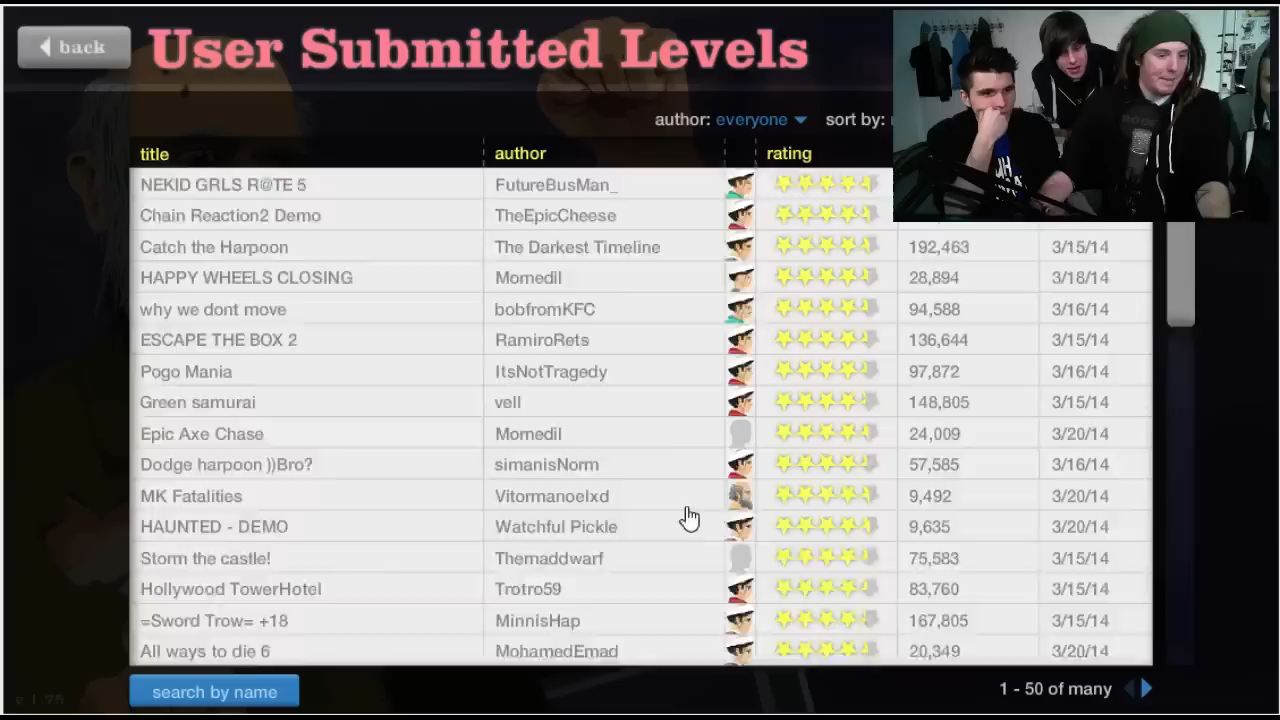 back
User Submitted Levels
author: everyone sort by:
title author rating
NEKID GRLS R@TE 5 FutureBusMan_
Chain Reaction2 Demo TheEpicCheese
Catch the Harpoon The Darkest Timeline 192,463 3/15/14
HAPPY WHEELS CLOSING Momedil 28,894 3/18/14
why we dont move bobfromKFC 94,588 3/16/14
ESCAPE THE BOX 2 RamiroRets 136,644 3/15/14
Pogo Mania ItsNotTragedy 97,872 3/16/14
Green samurai vell 148,805 3/15/14
Epic Axe Chase Momedil 24,009 3/20/14
Dodge harpoon ))Bro? simanisNorm 57,585 3/16/14
MK Fatalities Vitormanoelxd 9,492 3/20/14
HAUNTED - DEMO Watchful Pickle 9,635 3/20/14
Storm the castle! Themaddwarf 75,583 3/15/14
Hollywood TowerHotel Trotro59 83,760 3/15/14
=Sword Trow= +18 MinnisHap 167,805 3/15/14
All ways to die 6 MohamedEmad 20,349 3/20/14
search by name 1 - 50 of many